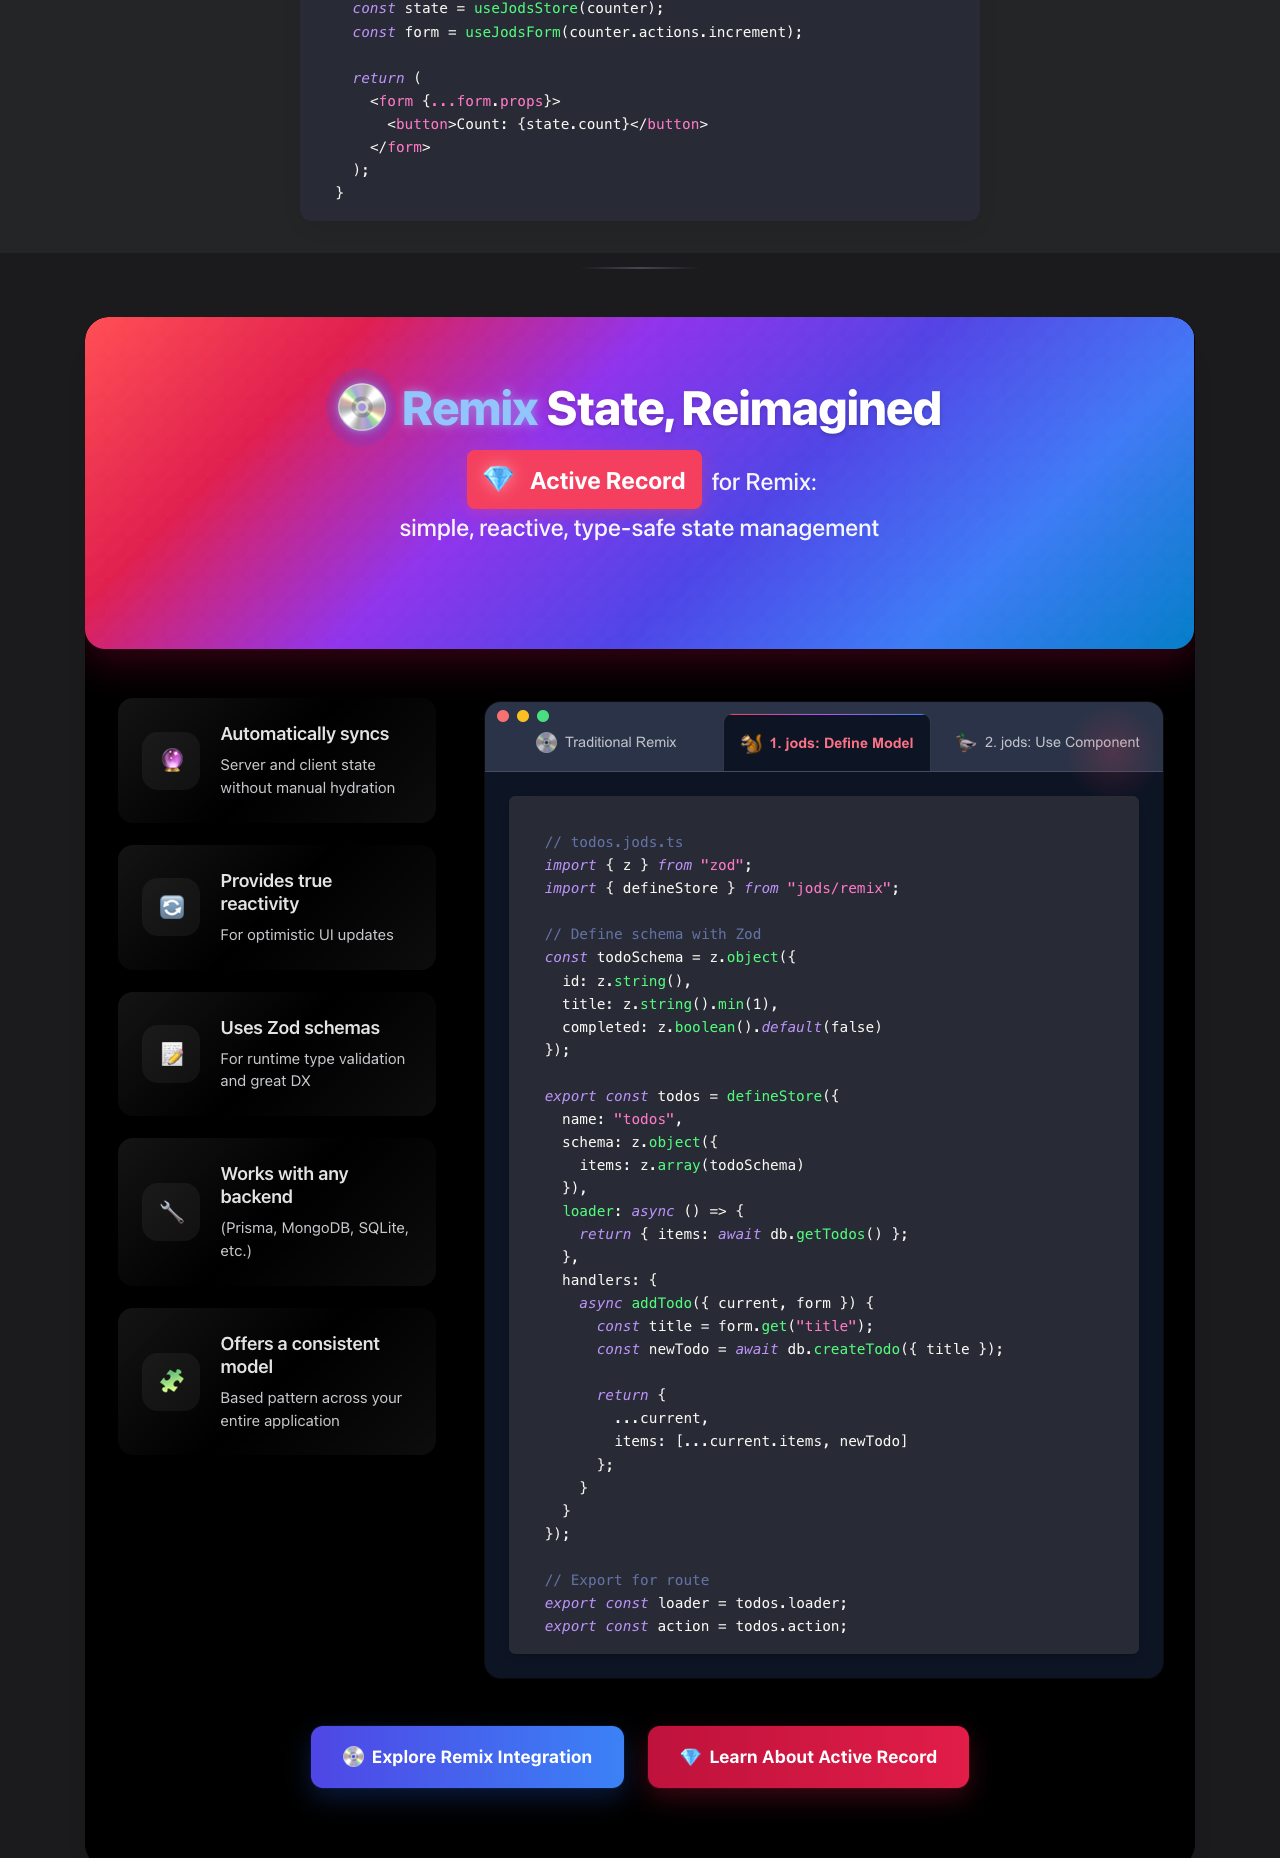 const state = useJodsStore(counter);
const form = useJodsForm(counter.actions.increment);
return (
<form {...form.props}>
<button>Count: {state.count}</button>
</form>
);
}
Remix State, Reimagined
Active Record for Remix:
simple, reactive, type-safe state management
Automatically syncs
Server and client state
without manual hydration
Provides true
reactivity
For optimistic UI updates
Uses Zod schemas
For runtime type validation
and great DX
Works with any
backend
(Prisma, MongoDB, SQLite,
etc.)
Offers a consistent
model
Based pattern across your
entire application
Traditional Remix
1. jods: Define Model
2. jods: Use Component
// todos.jods.ts
import { z } from "zod";
import { defineStore } from "jods/remix";
// Define schema with Zod
const todoSchema = z.object({
id: z.string(),
title: z.string().min(1),
completed: z.boolean().default(false)
});
export const todos = defineStore({
name: "todos",
schema: z.object({
items: z.array(todoSchema)
}),
loader: async () => {
return { items: await db.getTodos() };
},
handlers: {
async addTodo({ current, form }) {
const title = form.get("title");
const newTodo = await db.createTodo({ title });
return {
...current,
items: [...current.items, newTodo]
};
}
}
});
// Export for route
export const loader = todos.loader;
export const action = todos.action;
Explore Remix Integration
Learn About Active Record